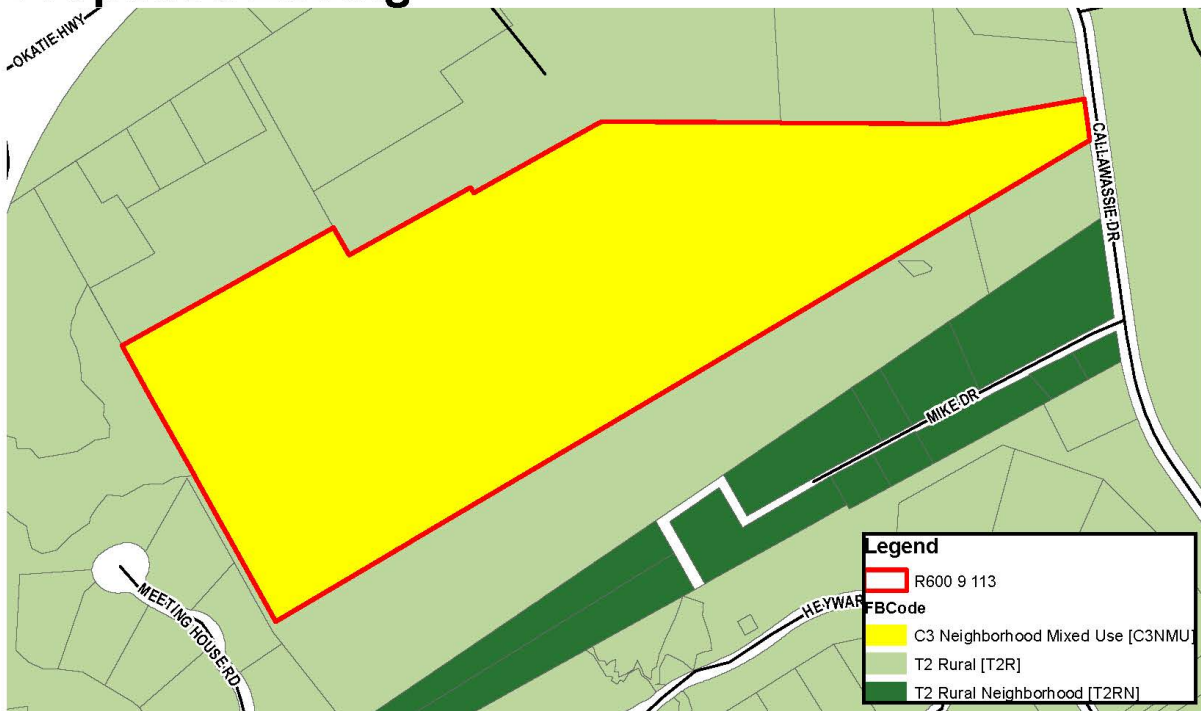 OKATIE HWY
CALLAWASSIE DR
MIKE DR
MEETING HOUSE RD
HEYWAR
Legend
R600 9 113
FBCode
C3 Neighborhood Mixed Use [C3NMU]
T2 Rural [T2R]
T2 Rural Neighborhood [T2RN]